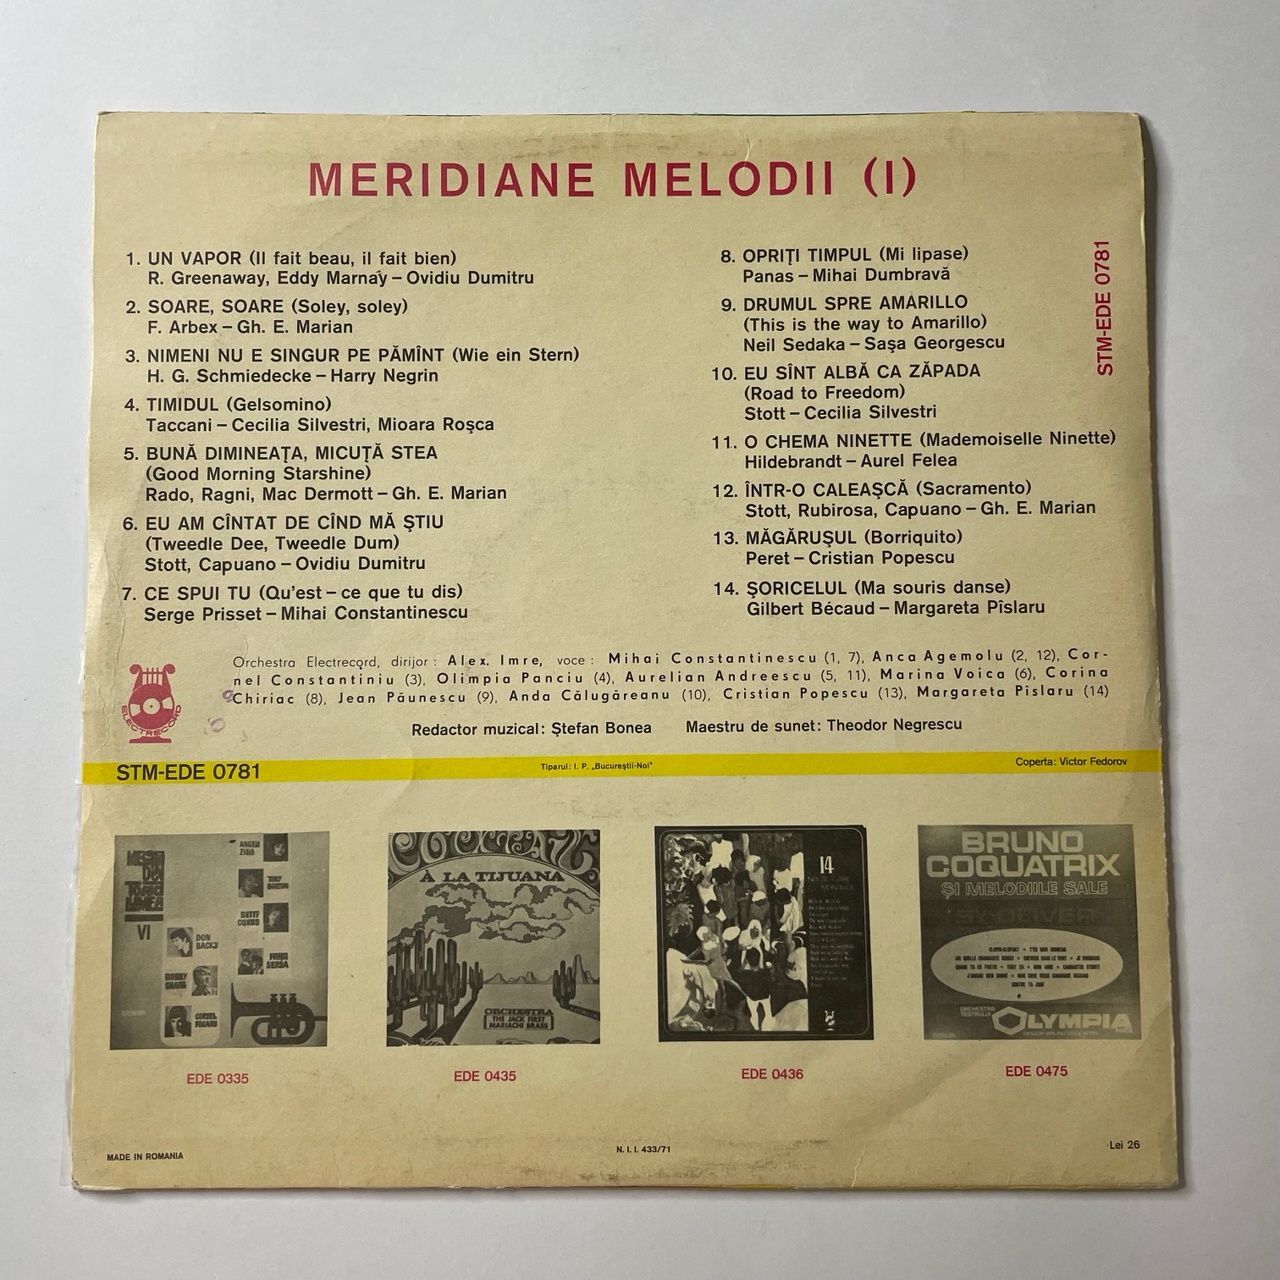 MERIDIANE MELODII (I)
1. UN VAPOR (Il fait beau, il fait bien)
R. Greenaway, Eddy Marnay – Ovidiu Dumitru
2. SOARE, SOARE (Soley, soley)
F. Arbex – Gh. E. Marian
3. NIMENI NU E SINGUR PE PĂMÎNT (Wie ein Stern)
H. G. Schmiedecke – Harry Negrin
4. TIMIDUL (Gelsomino)
Taccani – Cecilia Silvestri, Mioara Roşca
5. BUNĂ DIMINEAŢA, MICUŢĂ STEA
(Good Morning Starshine)
Rado, Ragni, Mac Dermott – Gh. E. Marian
6. EU AM CÎNTAT DE CÎND MĂ ŞTIU
(Tweedle Dee, Tweedle Dum)
Stott, Capuano – Ovidiu Dumitru
7. CE SPUI TU (Qu'est – ce que tu dis)
Serge Prisset – Mihai Constantinescu
8. OPRIŢI TIMPUL (Mi lipase)
Panas – Mihai Dumbravă
9. DRUMUL SPRE AMARILLO
(This is the way to Amarillo)
Neil Sedaka – Saşa Georgescu
10. EU SÎNT ALBĂ CA ZĂPADA
(Road to Freedom)
Stott – Cecilia Silvestri
11. O CHEMA NINETTE (Mademoiselle Ninette)
Hildebrandt – Aurel Felea
12. ÎNTR-O CALEAŞCĂ (Sacramento)
Stott, Rubirosa, Capuano – Gh. E. Marian
13. MĂGĂRUŞUL (Borriquito)
Peret – Cristian Popescu
14. ŞORICELUL (Ma souris danse)
Gilbert Bécaud – Margareta Pîslaru
STM-EDE 0781
Orchestra Electrecord, dirijor: Alex. Imre, voce: Mihai Constantinescu (1, 7), Anca Agemolu (2, 12), Cor-
nel Constantiniu (3), Olimpia Panciu (4), Aurelian Andreescu (5, 11), Marina Voica (6), Corina
Chiriac (8), Jean Păunescu (9), Anda Călugăreanu (10), Cristian Popescu (13), Margareta Pîslaru (14)
ELECTRECORD
Redactor muzical: Ştefan Bonea Maestru de sunet: Theodor Negrescu
STM-EDE 0781
Tiparul: I. P. „Bucureştii-Noi"
Coperta: Victor Fedorov
VI
À LA TIJUANA
ORCHESTRA
THE JACK FIRST
MARIACHI BRASS
14
BRUNO
COQUATRIX
ŞI MELODIILE SALE
OLYMPIA
EDE 0335
EDE 0435
EDE 0436
EDE 0475
MADE IN ROMANIA
N. I. I. 433/71
Lei 26